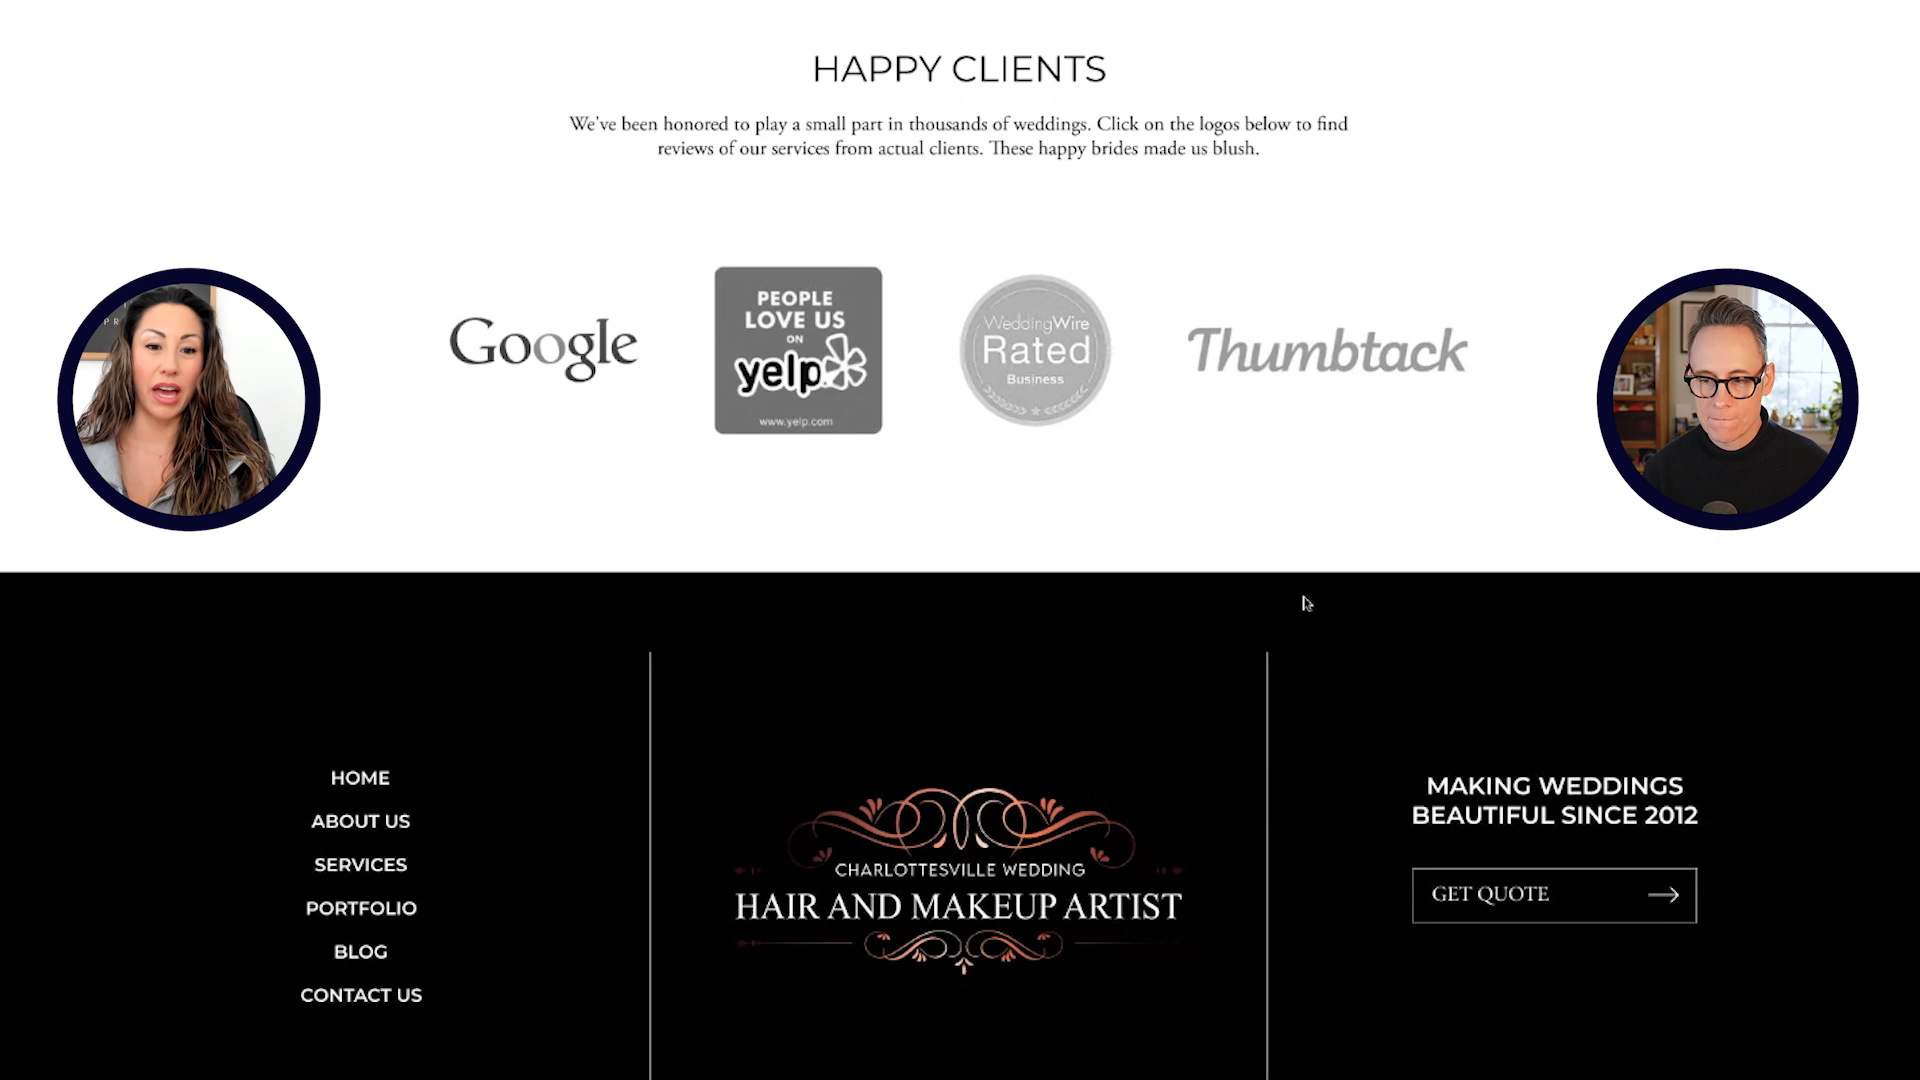 HAPPY CLIENTS
We've been honored to play a small part in thousands of weddings. Click on the logos below to find
reviews of our services from actual clients. These happy brides made us blush.
P R
Google
PEOPLE
LOVE US
ON
yelp
www.yelp.com
WeddingWire
Rated
Business
Thumbtack
HOME
ABOUT US
SERVICES
PORTFOLIO
BLOG
CONTACT US
CHARLOTTESVILLE WEDDING
HAIR AND MAKEUP ARTIST
MAKING WEDDINGS
BEAUTIFUL SINCE 2012
GET QUOTE